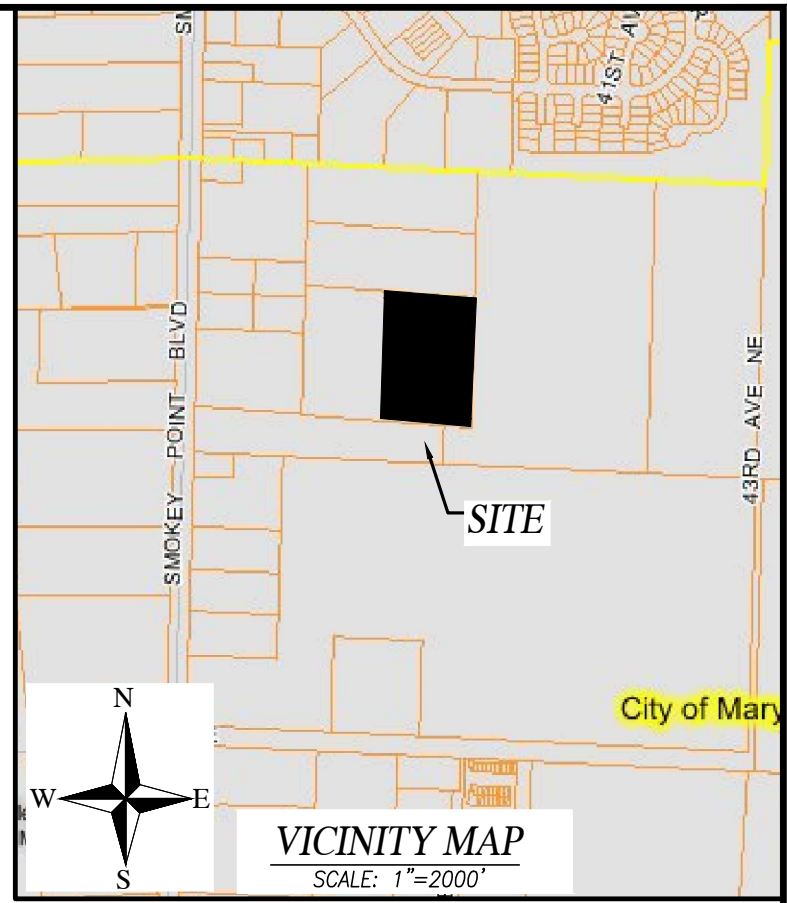 41ST AV
SMOKEY POINT BLVD
43RD AVE NE
SITE
City of Mary
N
W E
S
VICINITY MAP
SCALE: 1"=2000'